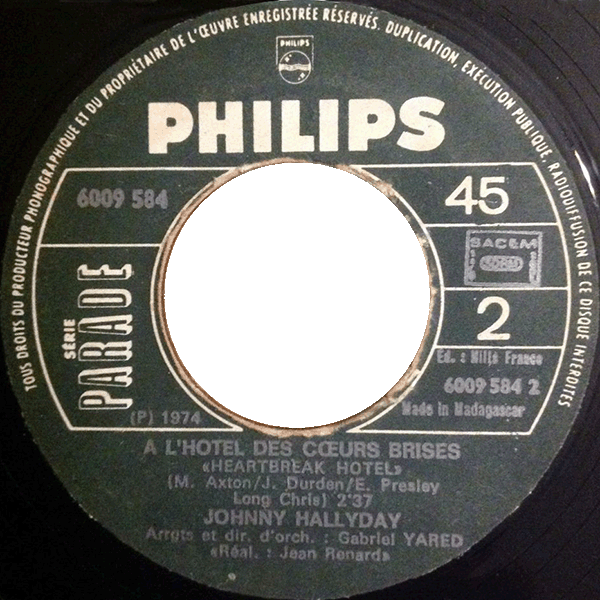 TOUS DROITS DU PRODUCTEUR PHONOGRAPHIQUE ET DU PROPRIÉTAIRE DE L'ŒUVRE ENREGISTRÉE RÉSERVÉS. DUPLICATION, EXÉCUTION PUBLIQUE, RADIODIFFUSION DE CE DISQUE INTERDITES
PHILIPS
PHILIPS
6009 584
45
SACEM
SÉRIE
PARADE
2
Ed. : Mills France
6009 584 2
Made in Madagascar
(P) 1974
A L'HOTEL DES CŒURS BRISES
«HEARTBREAK HOTEL»
(M. Axton/J. Durden/E. Presley
Long Chris) 2'37
JOHNNY HALLYDAY
Arrgts et dir. d'orch. : Gabriel YARED
«Réal. : Jean Renard»